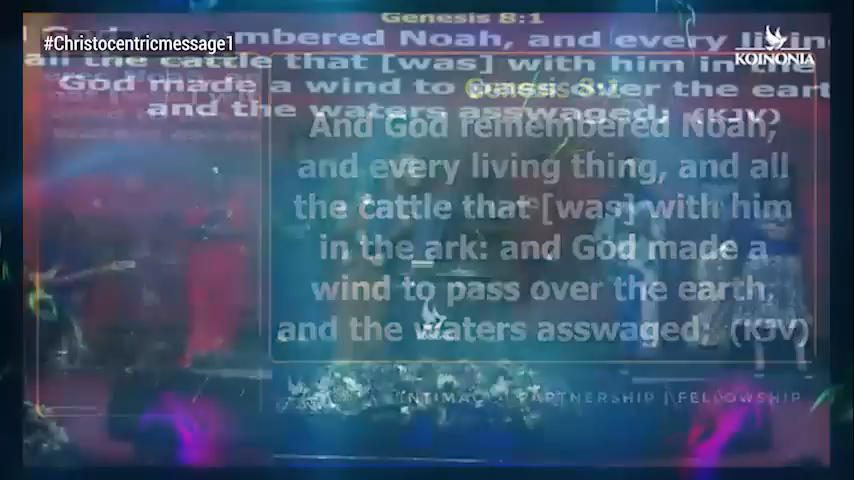 Genesis 8:1
#Christocentricmessage1
God remembered Noah, and every living
all the cattle that [was] with him in the
God made a wind to pass over the eart
and the waters asswaged; (KJV)
KOINONIA
Genesis 8:1
And God remembered Noah,
and every living thing, and all
the cattle that [was] with him
in the ark: and God made a
wind to pass over the earth,
and the waters asswaged; (KJV)
INTIMACY | PARTNERSHIP | FELLOWSHIP